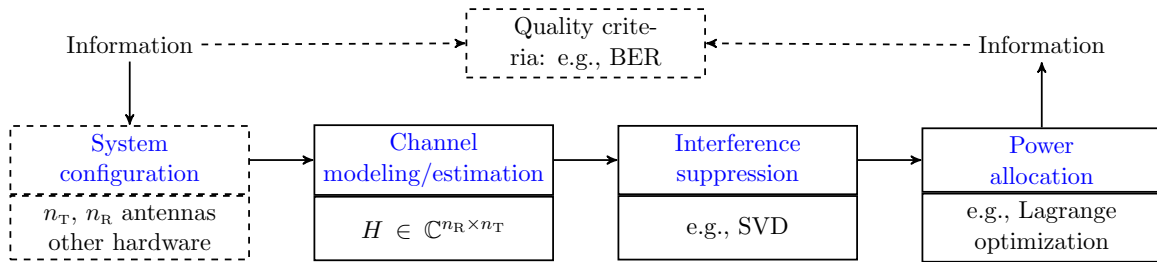 Information
Quality crite-
ria: e.g., BER
Information
System
configuration
Channel
modeling/estimation
Interference
suppression
Power
allocation
n_T, n_R antennas
other hardware
H ∈ ℂ^{n_R×n_T}
e.g., SVD
e.g., Lagrange
optimization